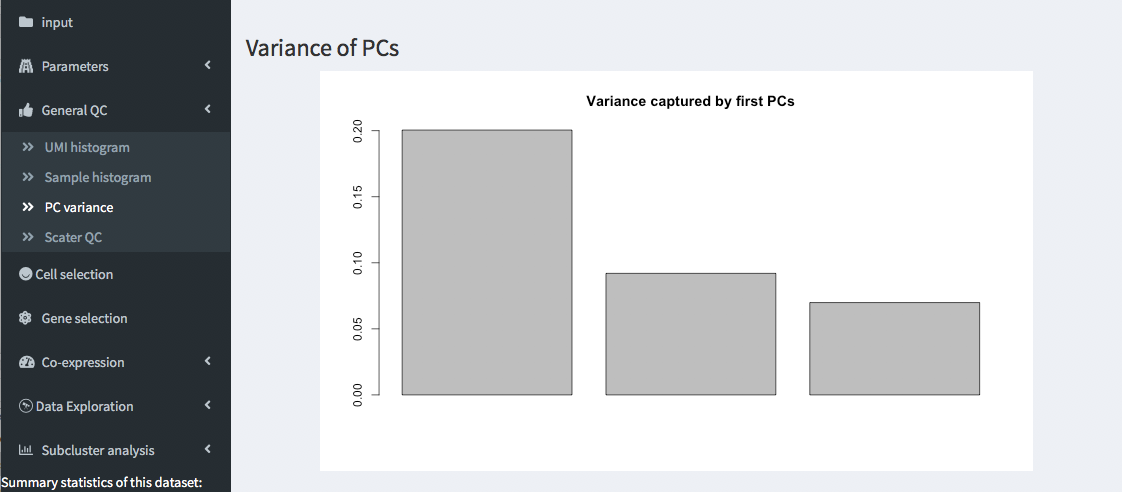 input
Parameters
General QC
UMI histogram
Sample histogram
PC variance
Scater QC
Cell selection
Gene selection
Co-expression
Data Exploration
Subcluster analysis
Summary statistics of this dataset:
Variance of PCs
Variance captured by first PCs
0.20
0.15
0.10
0.05
0.00